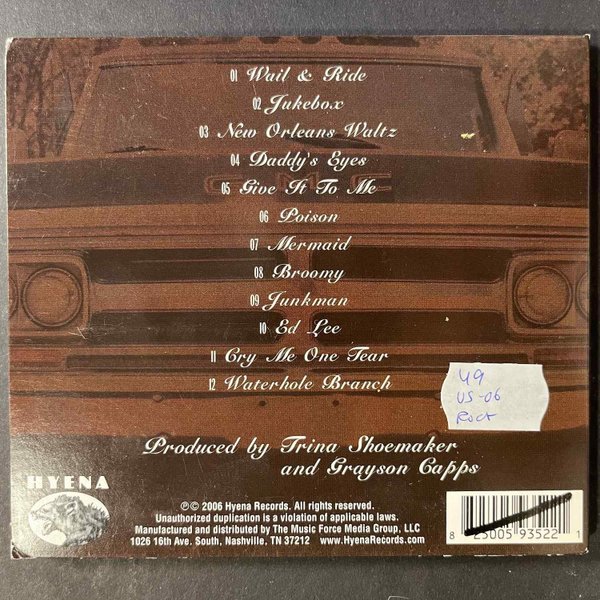 01 Wail & Ride
02 Jukebox
03 New Orleans Waltz
04 Daddy's Eyes
GMC
05 Give It To Me
06 Poison
07 Mermaid
08 Broomy
09 Junkman
10 Ed Lee
11 Cry Me One Tear
12 Waterhole Branch
49
US-06
Rock
Produced by Trina Shoemaker
and Grayson Capps
HYENA
℗© 2006 Hyena Records. All rights reserved.
Unauthorized duplication is a violation of applicable laws.
Manufactured and distributed by The Music Force Media Group, LLC
1026 16th Ave. South, Nashville, TN 37212 www.HyenaRecords.com
8 25005 93522 1